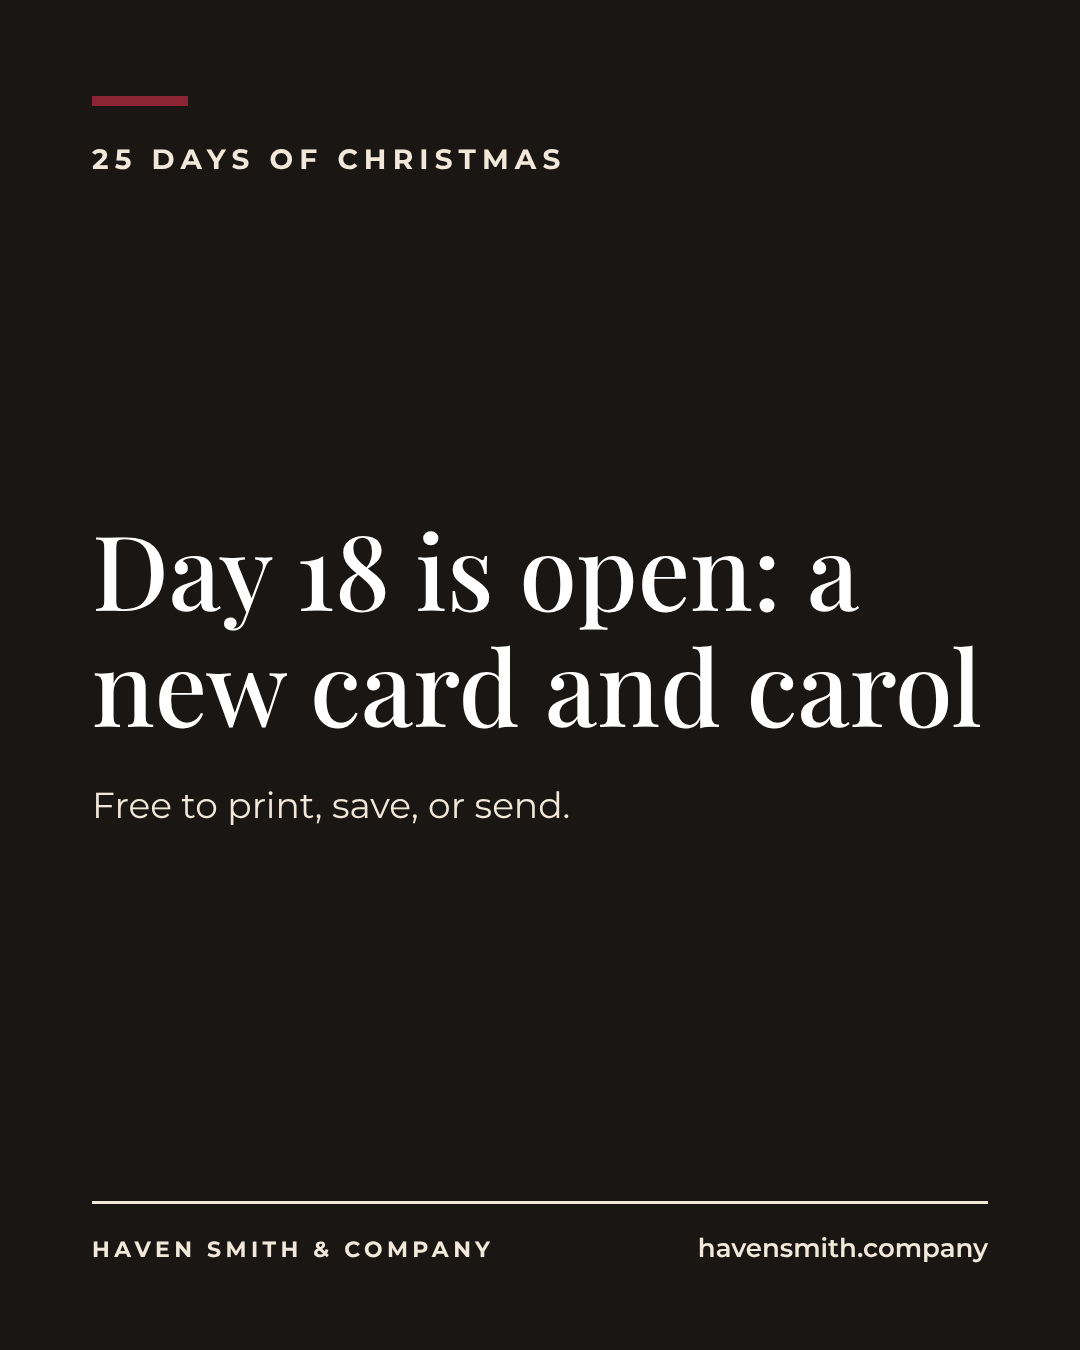 25 DAYS OF CHRISTMAS
Day 18 is open: a
new card and carol
Free to print, save, or send.
HAVEN SMITH & COMPANY
havensmith.company